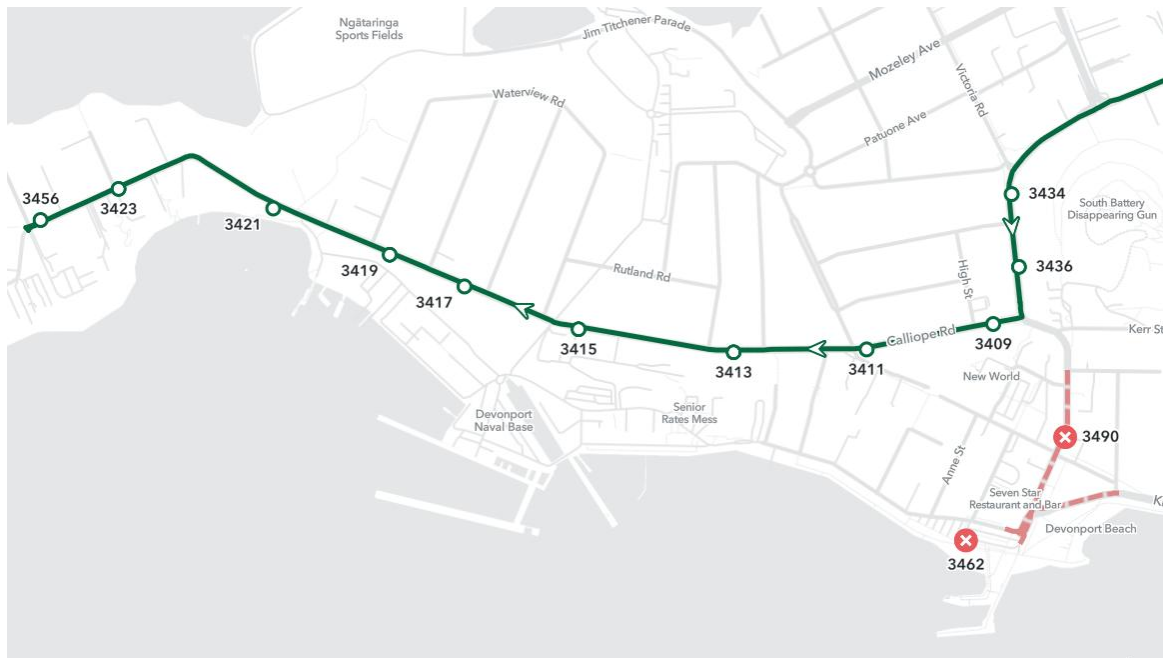 Ngātaringa
Sports Fields
Jim Titchener Parade
Mozeley Ave
Victoria Rd
Waterview Rd
Patuone Ave
3456
3423
3434
South Battery
Disappearing Gun
3421
3419
Rutland Rd
High St
3436
3417
3415
3413
3411
Calliope Rd
3409
Kerr St
New World
Devonport
Naval Base
Senior
Rates Mess
3490
Anne St
Seven Star
Restaurant and Bar
Devonport Beach
3462